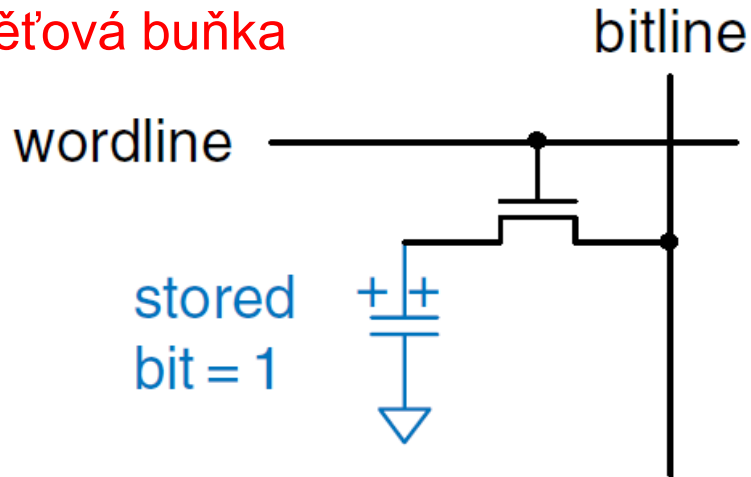 ěťová buňka
bitline
wordline
++
stored
bit = 1